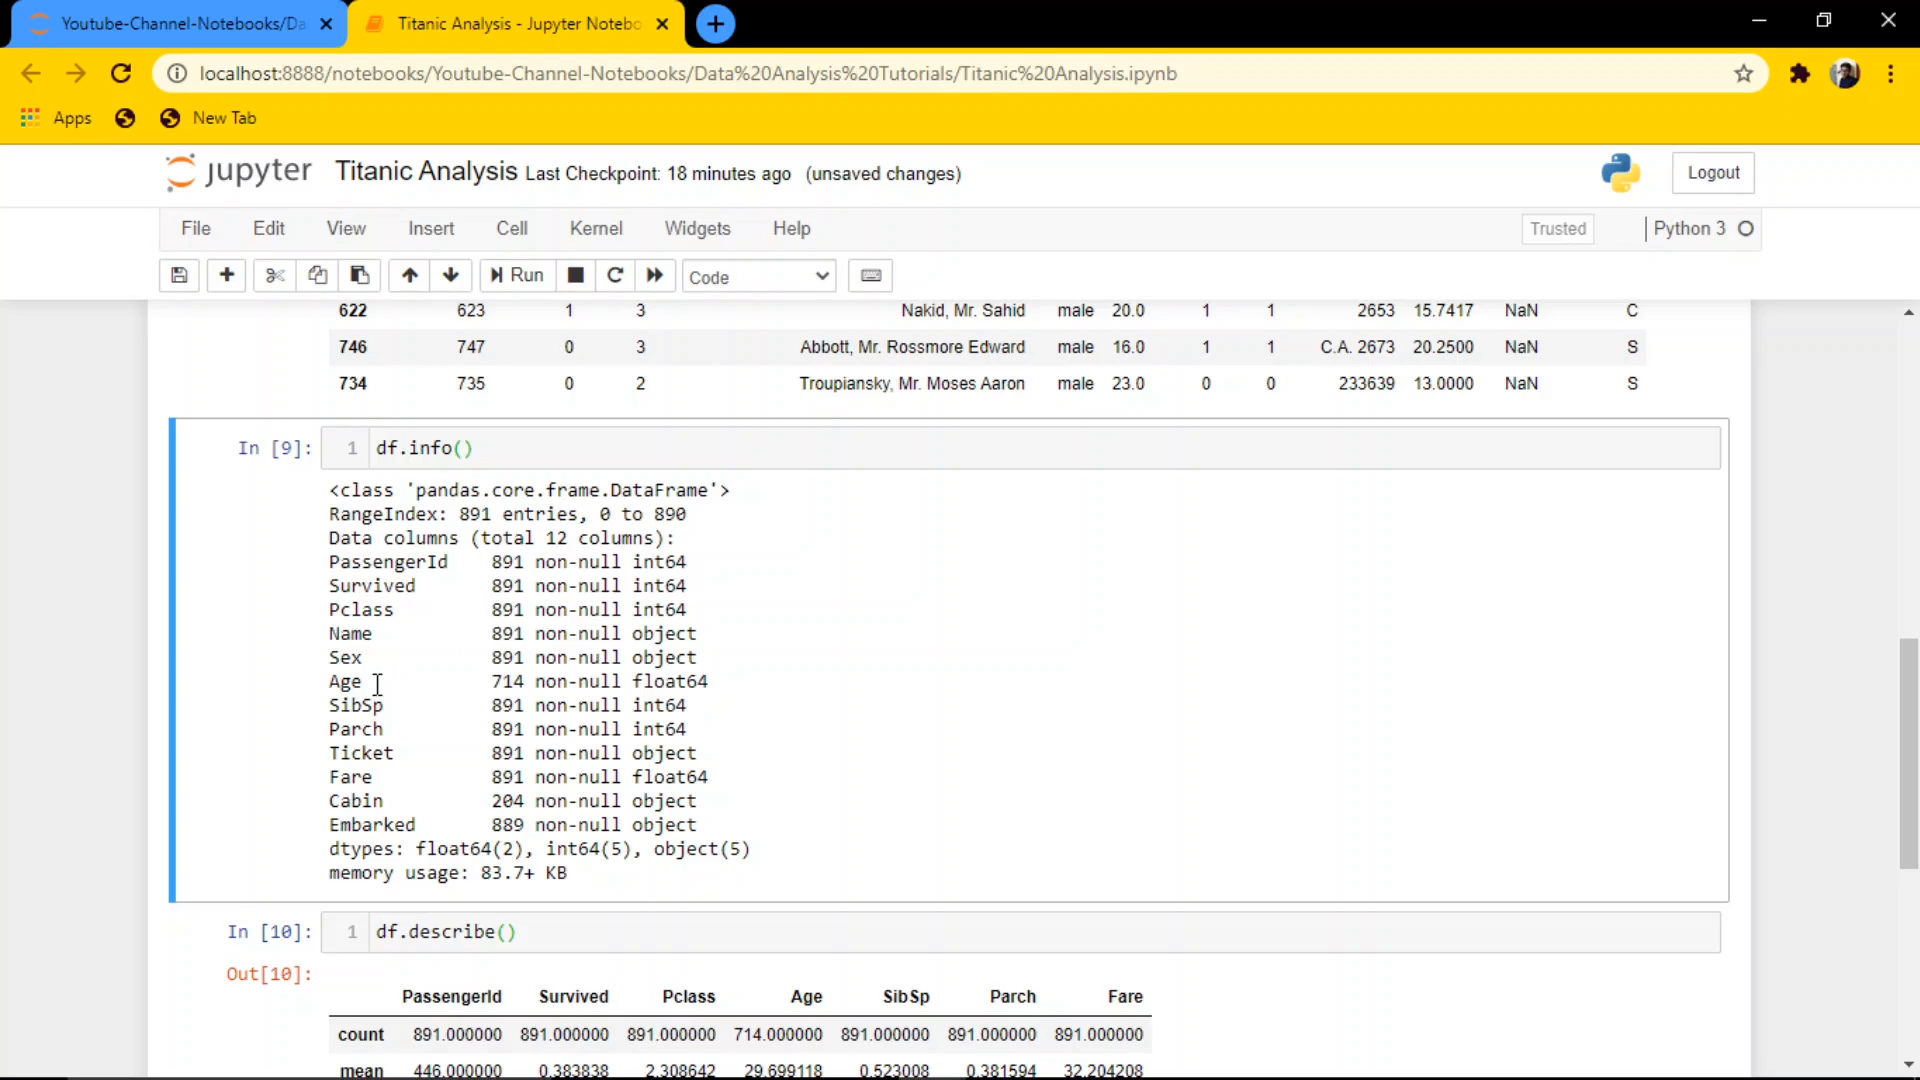 Youtube-Channel-Notebooks/Da
Titanic Analysis - Jupyter Notebo
localhost:8888/notebooks/Youtube-Channel-Notebooks/Data%20Analysis%20Tutorials/Titanic%20Analysis.ipynb
Apps New Tab
jupyter Titanic Analysis Last Checkpoint: 18 minutes ago (unsaved changes) Logout
File Edit View Insert Cell Kernel Widgets Help Trusted Python 3
Run Code
622 623 1 3 Nakid, Mr. Sahid male 20.0 1 1 2653 15.7417 NaN C
746 747 0 3 Abbott, Mr. Rossmore Edward male 16.0 1 1 C.A. 2673 20.2500 NaN S
734 735 0 2 Troupiansky, Mr. Moses Aaron male 23.0 0 0 233639 13.0000 NaN S
In [9]: 1 df.info()
<class 'pandas.core.frame.DataFrame'>
RangeIndex: 891 entries, 0 to 890
Data columns (total 12 columns):
PassengerId 891 non-null int64
Survived 891 non-null int64
Pclass 891 non-null int64
Name 891 non-null object
Sex 891 non-null object
Age 714 non-null float64
SibSp 891 non-null int64
Parch 891 non-null int64
Ticket 891 non-null object
Fare 891 non-null float64
Cabin 204 non-null object
Embarked 889 non-null object
dtypes: float64(2), int64(5), object(5)
memory usage: 83.7+ KB
In [10]: 1 df.describe()
Out[10]:
PassengerId Survived Pclass Age SibSp Parch Fare
count 891.000000 891.000000 891.000000 714.000000 891.000000 891.000000 891.000000
mean 446.000000 0.383838 2.308642 29.699118 0.523008 0.381594 32.204208